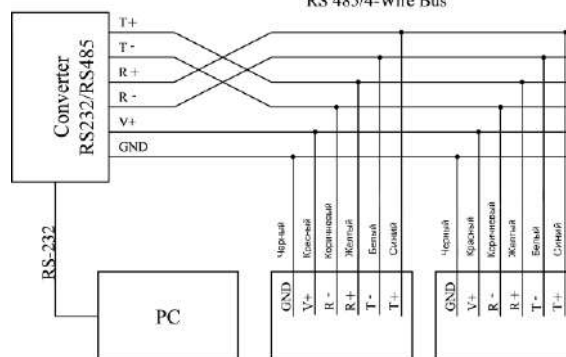 RS 485/4-Wire Bus
Converter
RS232/RS485
T+
T -
R +
R -
V+
GND
RS-232
PC
Черный
Красный
Коричневый
Желтый
Белый
Синий
GND
V+
R -
R+
T -
T+
Черный
Красный
Коричневый
Желтый
Белый
Синий
GND
V+
R -
R +
T -
T+